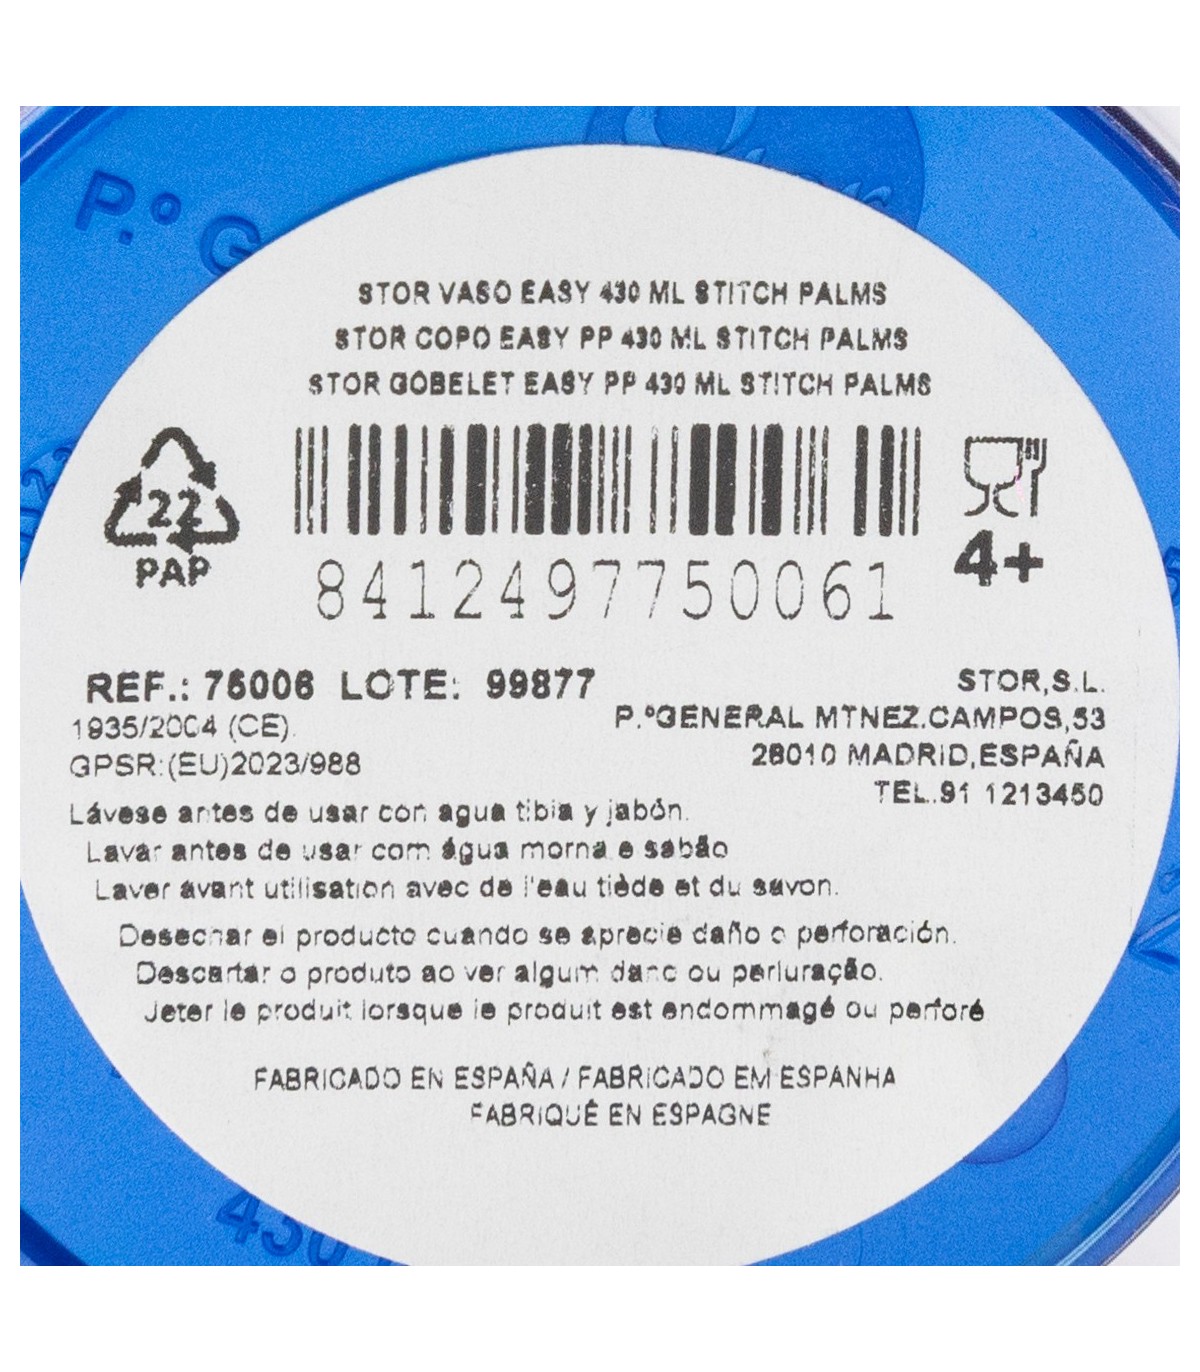 P.º G
STOR VASO EASY 430 ML STITCH PALMS
STOR COPO EASY PP 430 ML STITCH PALMS
STOR GOBELET EASY PP 430 ML STITCH PALMS
22
PAP
8412497750061
4+
REF.: 75006 LOTE: 99877
1935/2004 (CE).
GPSR:(EU)2023/988
STOR,S.L.
P.ºGENERAL MTNEZ.CAMPOS,53
28010 MADRID,ESPAÑA
TEL.91 1213450
Lávese antes de usar con agua tibia y jabón.
Lavar antes de usar com água morna e sabão
Laver avant utilisation avec de l'eau tiède et du savon.
Desechar el producto cuando se aprecie daño o perforación.
Descartar o produto ao ver algum dano ou perfuração.
Jeter le produit lorsque le produit est endommagé ou perforé
FABRICADO EN ESPAÑA / FABRICADO EM ESPANHA
FABRIQUÉ EN ESPAGNE
430